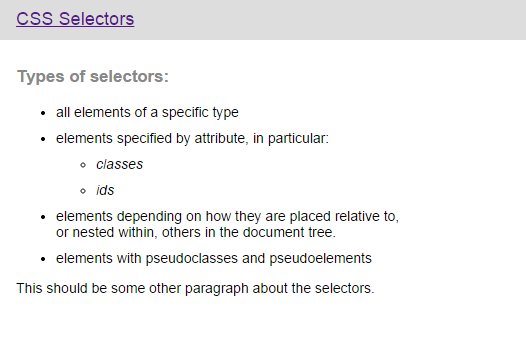 CSS Selectors
Types of selectors:
all elements of a specific type
elements specified by attribute, in particular:
classes
ids
elements depending on how they are placed relative to,
or nested within, others in the document tree.
elements with pseudoclasses and pseudoelements
This should be some other paragraph about the selectors.